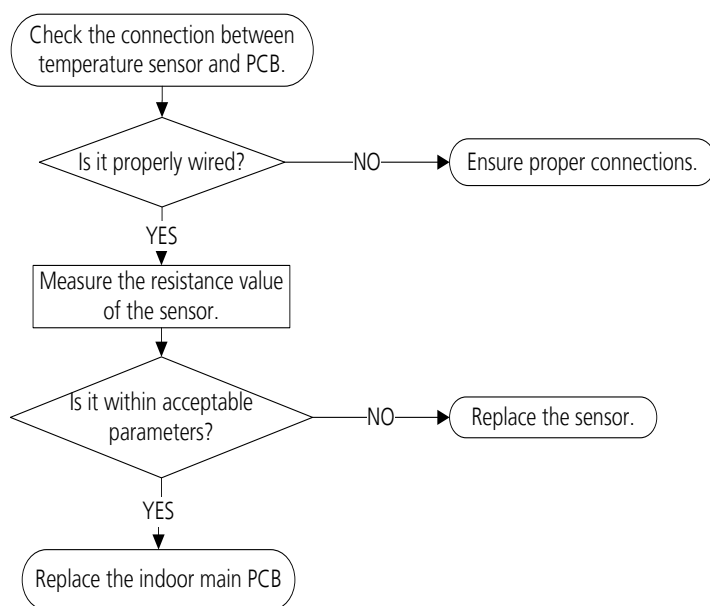 Check the connection between
temperature sensor and PCB.
Is it properly wired?
NO
Ensure proper connections.
YES
Measure the resistance value
of the sensor.
Is it within acceptable
parameters?
NO
Replace the sensor.
YES
Replace the indoor main PCB